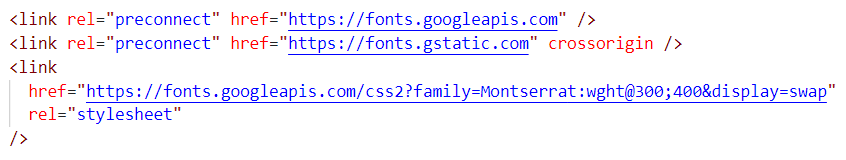 <link rel="preconnect" href="https://fonts.googleapis.com" />
<link rel="preconnect" href="https://fonts.gstatic.com" crossorigin />
<link
href="https://fonts.googleapis.com/css2?family=Montserrat:wght@300;400&display=swap"
rel="stylesheet"
/>